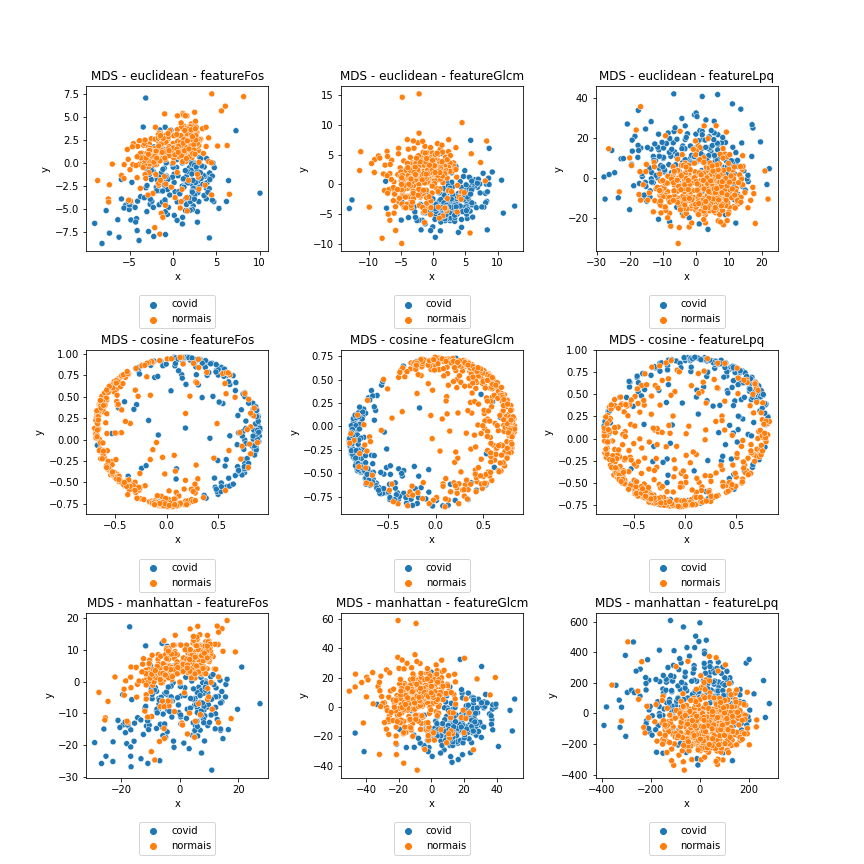 MDS - euclidean - featureFos MDS - euclidean - featureGlcm MDS - euclidean - featureLpq
7.5 5.0 2.5 0.0 −2.5 −5.0 −7.5
y
−5 0 5 10
x
15 10 5 0 −5 −10
y
−10 −5 0 5 10
x
40 20 0 −20
y
−30 −20 −10 0 10 20
x
covid covid covid
normais normais normais
MDS - cosine - featureFos MDS - cosine - featureGlcm MDS - cosine - featureLpq
1.00 0.75 0.50 0.25 0.00 −0.25 −0.50 −0.75
y
−0.5 0.0 0.5
x
0.75 0.50 0.25 0.00 −0.25 −0.50 −0.75
y
−0.5 0.0 0.5
x
1.00 0.75 0.50 0.25 0.00 −0.25 −0.50 −0.75
y
−0.5 0.0 0.5
x
covid covid covid
normais normais normais
MDS - manhattan - featureFos MDS - manhattan - featureGlcm MDS - manhattan - featureLpq
20 10 0 −10 −20 −30
y
−20 0 20
x
60 40 20 0 −20 −40
y
−40 −20 0 20 40
x
600 400 200 0 −200 −400
y
−400 −200 0 200
x
covid covid covid
normais normais normais